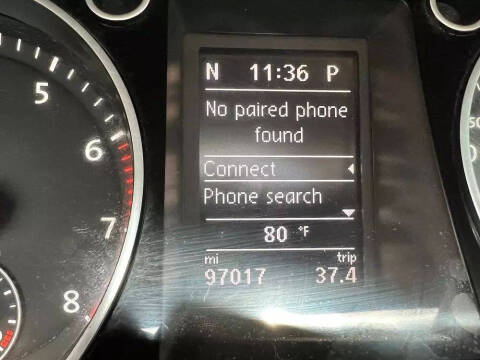 5
6
7
8
N 11:36 P
No paired phone
found
Connect
Phone search
80 °F
mi trip
97017 37.4